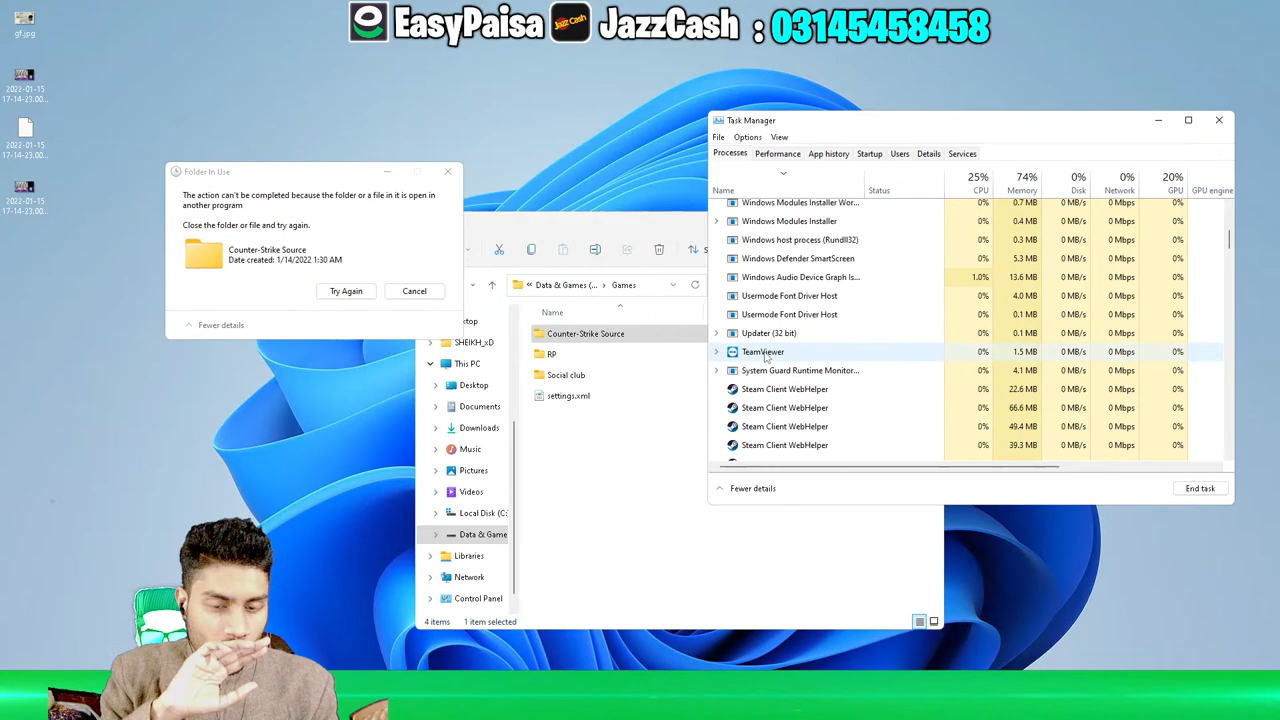 EasyPaisa JazzCash : 03145458458
gf.jpg
2022-01-15
17-14-23.00...
2022-01-15
17-14-23.00...
2022-01-15
17-14-23.00...
Folder In Use
The action can't be completed because the folder or a file in it is open in
another program
Close the folder or file and try again.
Counter-Strike Source
Date created: 1/14/2022 1:30 AM
Try Again Cancel
Fewer details
« Data & Games (... › Games
Name
SHEIKH_xD
This PC
Desktop
Documents
Downloads
Music
Pictures
Videos
Local Disk (C:
Data & Game
Libraries
Network
Control Panel
Counter-Strike Source
RP
Social club
settings.xml
4 items 1 item selected
Task Manager
File Options View
Processes Performance App history Startup Users Details Services
25% 74% 0% 0% 20%
Name Status CPU Memory Disk Network GPU GPU engine
Windows Modules Installer Wor... 0% 0.7 MB 0 MB/s 0 Mbps 0%
Windows Modules Installer 0% 0.4 MB 0 MB/s 0 Mbps 0%
Windows host process (Rundll32) 0% 0.3 MB 0 MB/s 0 Mbps 0%
Windows Defender SmartScreen 0% 5.3 MB 0 MB/s 0 Mbps 0%
Windows Audio Device Graph Is... 1.0% 13.6 MB 0 MB/s 0 Mbps 0%
Usermode Font Driver Host 0% 4.0 MB 0 MB/s 0 Mbps 0%
Usermode Font Driver Host 0% 0.1 MB 0 MB/s 0 Mbps 0%
Updater (32 bit) 0% 0.1 MB 0 MB/s 0 Mbps 0%
TeamViewer 0% 1.5 MB 0 MB/s 0 Mbps 0%
System Guard Runtime Monitor... 0% 4.1 MB 0 MB/s 0 Mbps 0%
Steam Client WebHelper 0% 22.6 MB 0 MB/s 0 Mbps 0%
Steam Client WebHelper 0% 66.6 MB 0 MB/s 0 Mbps 0%
Steam Client WebHelper 0% 49.4 MB 0 MB/s 0 Mbps 0%
Steam Client WebHelper 0% 39.3 MB 0 MB/s 0 Mbps 0%
Fewer details End task